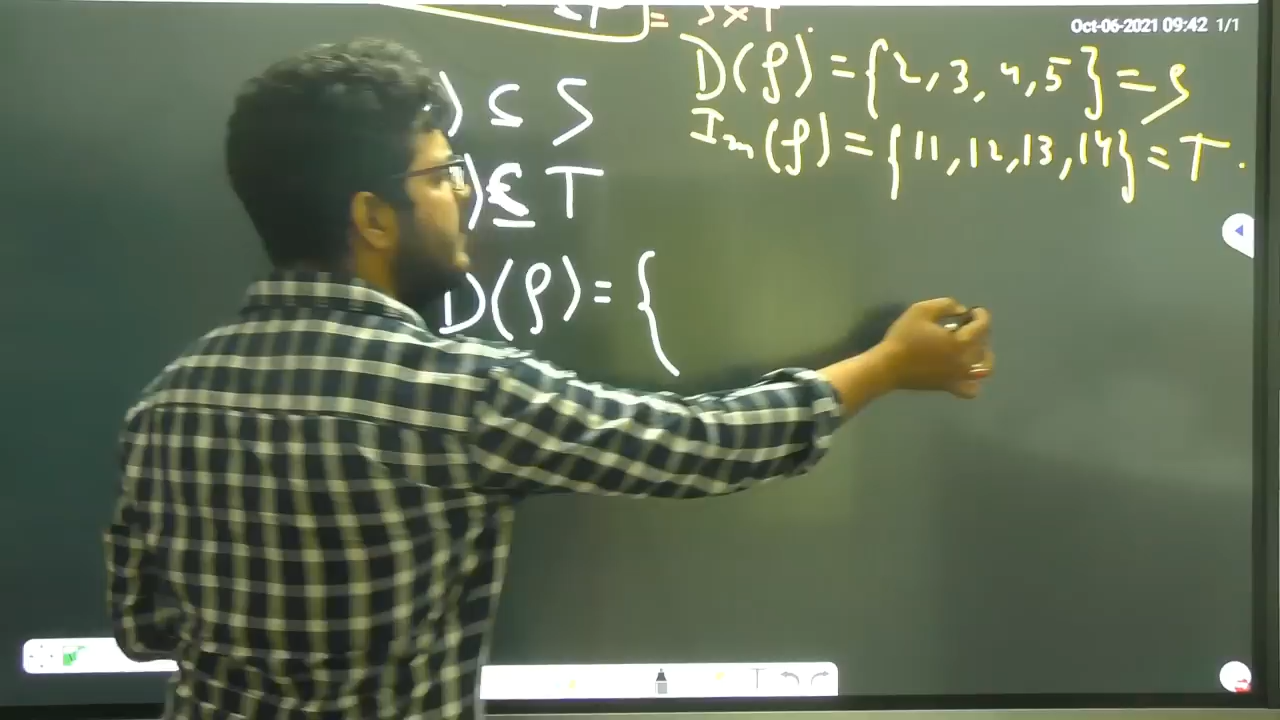 = S×T
Oct-06-2021 09:42 1/1
D(ρ) = {2, 3, 4, 5} = S
Im(ρ) = {11, 12, 13, 14} = T.
) ⊆ S
) ⊆ T
D(ρ) = {